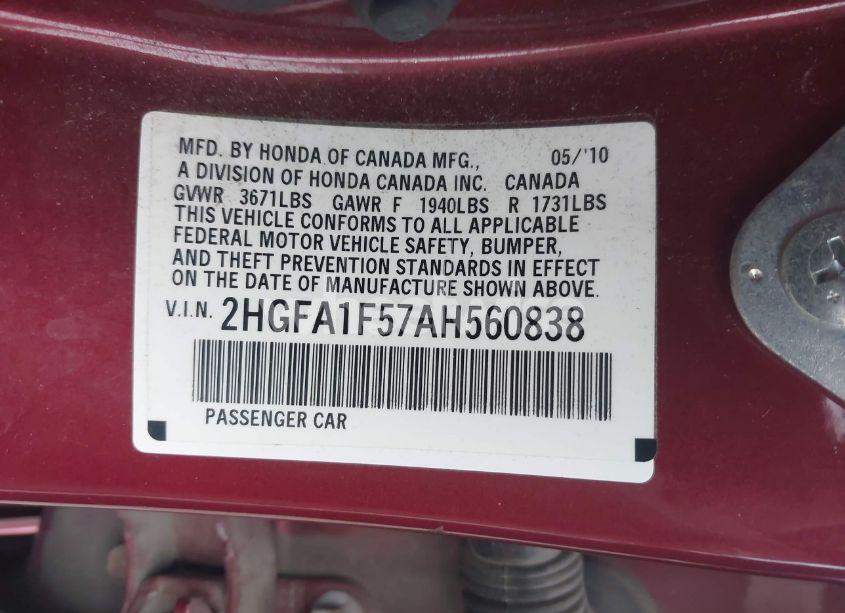 MFD. BY HONDA OF CANADA MFG., 05/'10
A DIVISION OF HONDA CANADA INC. CANADA
GVWR 3671LBS GAWR F 1940LBS R 1731LBS
THIS VEHICLE CONFORMS TO ALL APPLICABLE
FEDERAL MOTOR VEHICLE SAFETY, BUMPER,
AND THEFT PREVENTION STANDARDS IN EFFECT
ON THE DATE OF MANUFACTURE SHOWN ABOVE.
V.I.N. 2HGFA1F57AH560838
PASSENGER CAR